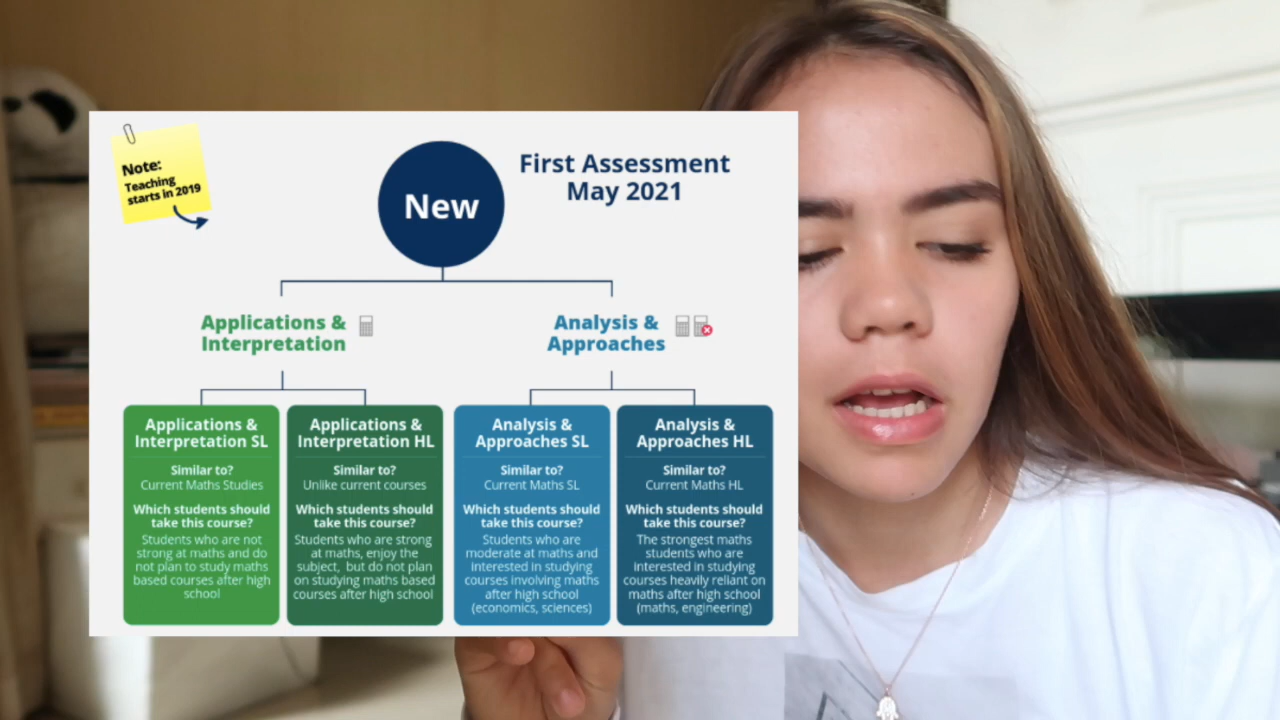 Note:
Teaching
starts in 2019
New
First Assessment
May 2021
Applications &
Interpretation
Analysis &
Approaches
Applications &
Interpretation SL
Similar to?
Current Maths Studies
Which students should
take this course?
Students who are not
strong at maths and do
not plan to study maths
based courses after high
school
Applications &
Interpretation HL
Similar to?
Unlike current courses
Which students should
take this course?
Students who are strong
at maths, enjoy the
subject, but do not plan
on studying maths based
courses after high school
Analysis &
Approaches SL
Similar to?
Current Maths SL
Which students should
take this course?
Students who are
moderate at maths and
interested in studying
courses involving maths
after high school
(economics, sciences)
Analysis &
Approaches HL
Similar to?
Current Maths HL
Which students should
take this course?
The strongest maths
students who are
interested in studying
courses heavily reliant on
maths after high school
(maths, engineering)